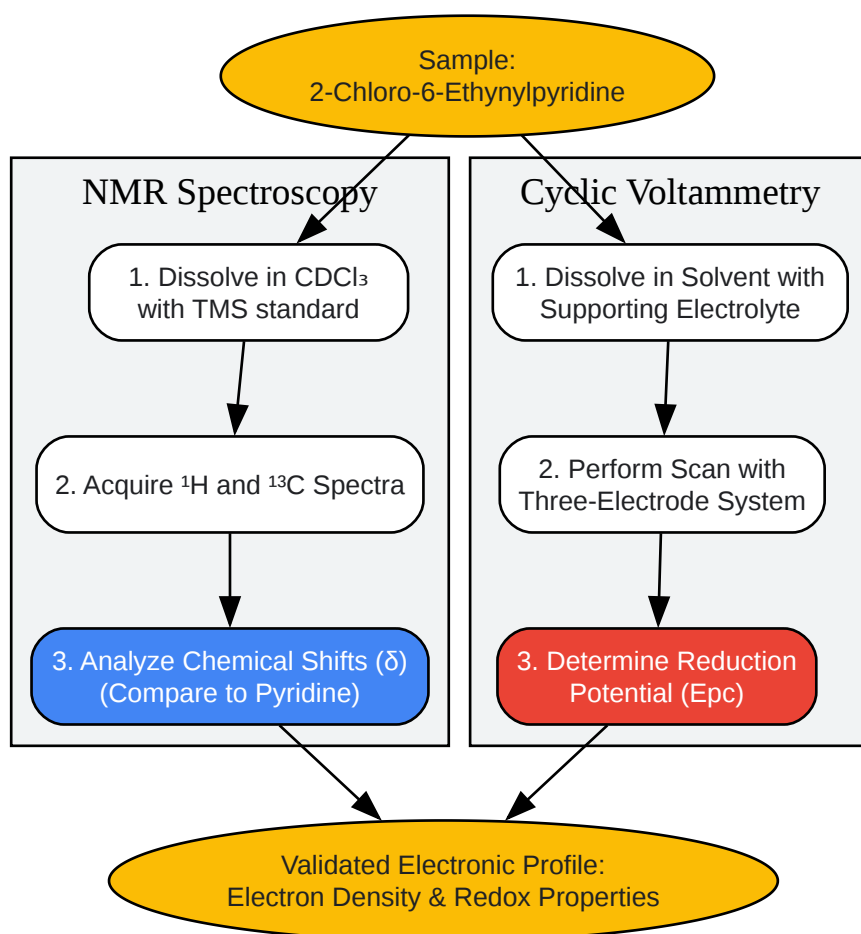 Sample:
2-Chloro-6-Ethynylpyridine
NMR Spectroscopy
1. Dissolve in CDCl₃
with TMS standard
2. Acquire ¹H and ¹³C Spectra
3. Analyze Chemical Shifts (δ)
(Compare to Pyridine)
Cyclic Voltammetry
1. Dissolve in Solvent with
Supporting Electrolyte
2. Perform Scan with
Three-Electrode System
3. Determine Reduction
Potential (Epc)
Validated Electronic Profile:
Electron Density & Redox Properties